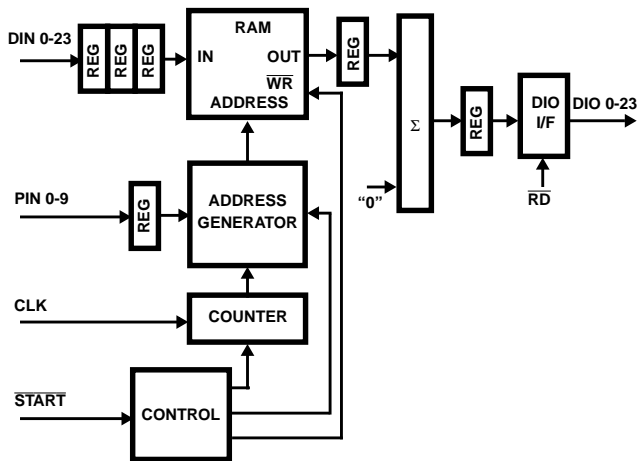 DIN 0-23
REG
REG
REG
RAM
IN
OUT
WR
ADDRESS
REG
Σ
"0"
REG
DIO
I/F
DIO 0-23
RD
PIN 0-9
REG
ADDRESS
GENERATOR
CLK
COUNTER
START
CONTROL